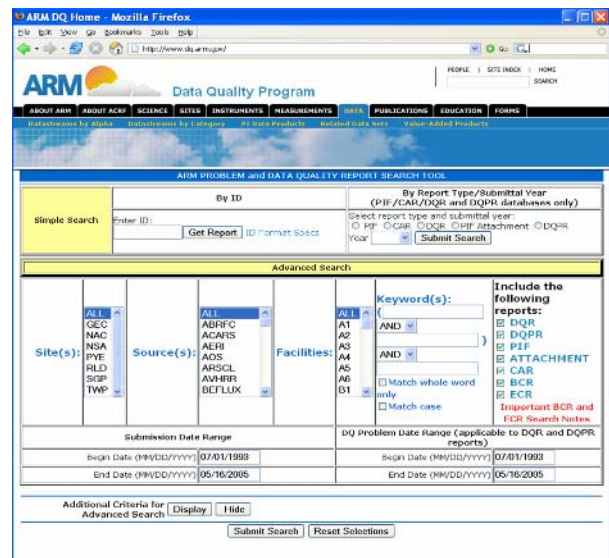 ARM DQ Home - Mozilla Firefox
File Edit View Go Bookmarks Tools Help
http://www.dq.arm.gov/
Go
PEOPLE | SITE INDEX | HOME
SEARCH
ARM
Data Quality Program
ABOUT ARM ABOUT ACRF SCIENCE SITES INSTRUMENTS MEASUREMENTS DATA PUBLICATIONS EDUCATION FORMS
Datastreams by Alpha Datastreams by Category PI Data Products Related Data Sets Value-Added Products
ARM PROBLEM and DATA QUALITY REPORT SEARCH TOOL
Simple Search
By ID
Enter ID:
Get Report ID Format Specs
By Report Type/Submittal Year
(PIF/CAR/DQR and DQPR databases only)
Select report type and submittal year:
PIF CAR DQR PIF Attachment DQPR
Year Submit Search
Advanced Search
Site(s):
ALL
GEC
NAC
NSA
PYE
RLD
SGP
TWP
Source(s):
ALL
ABRFC
ACARS
AERI
AOS
ARSCL
AVHRR
BEFLUX
Facilities:
ALL
A1
A2
A3
A4
A5
A6
B1
Keyword(s):
(
AND
)
AND
Match whole word
only
Match case
Include the
following
reports:
DQR
DQPR
PIF
ATTACHMENT
CAR
BCR
ECR
Important BCR and
ECR Search Notes
Submission Date Range
Begin Date (MM/DD/YYYY) 07/01/1993
End Date (MM/DD/YYYY) 05/16/2005
DQ Problem Date Range (applicable to DQR and DQPR
reports)
Begin Date (MM/DD/YYYY) 07/01/1993
End Date (MM/DD/YYYY) 05/16/2005
Additional Criteria for
Advanced Search Display Hide
Submit Search Reset Selections